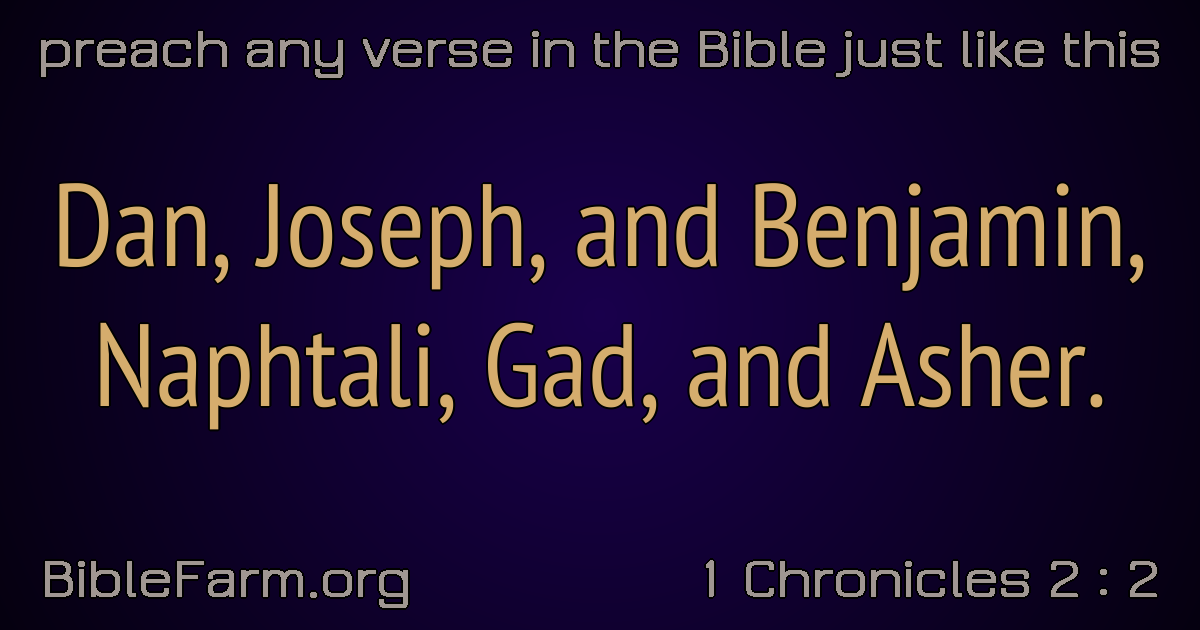 preach any verse in the Bible just like this
Dan, Joseph, and Benjamin,
Naphtali, Gad, and Asher.
BibleFarm.org
1 Chronicles 2 : 2